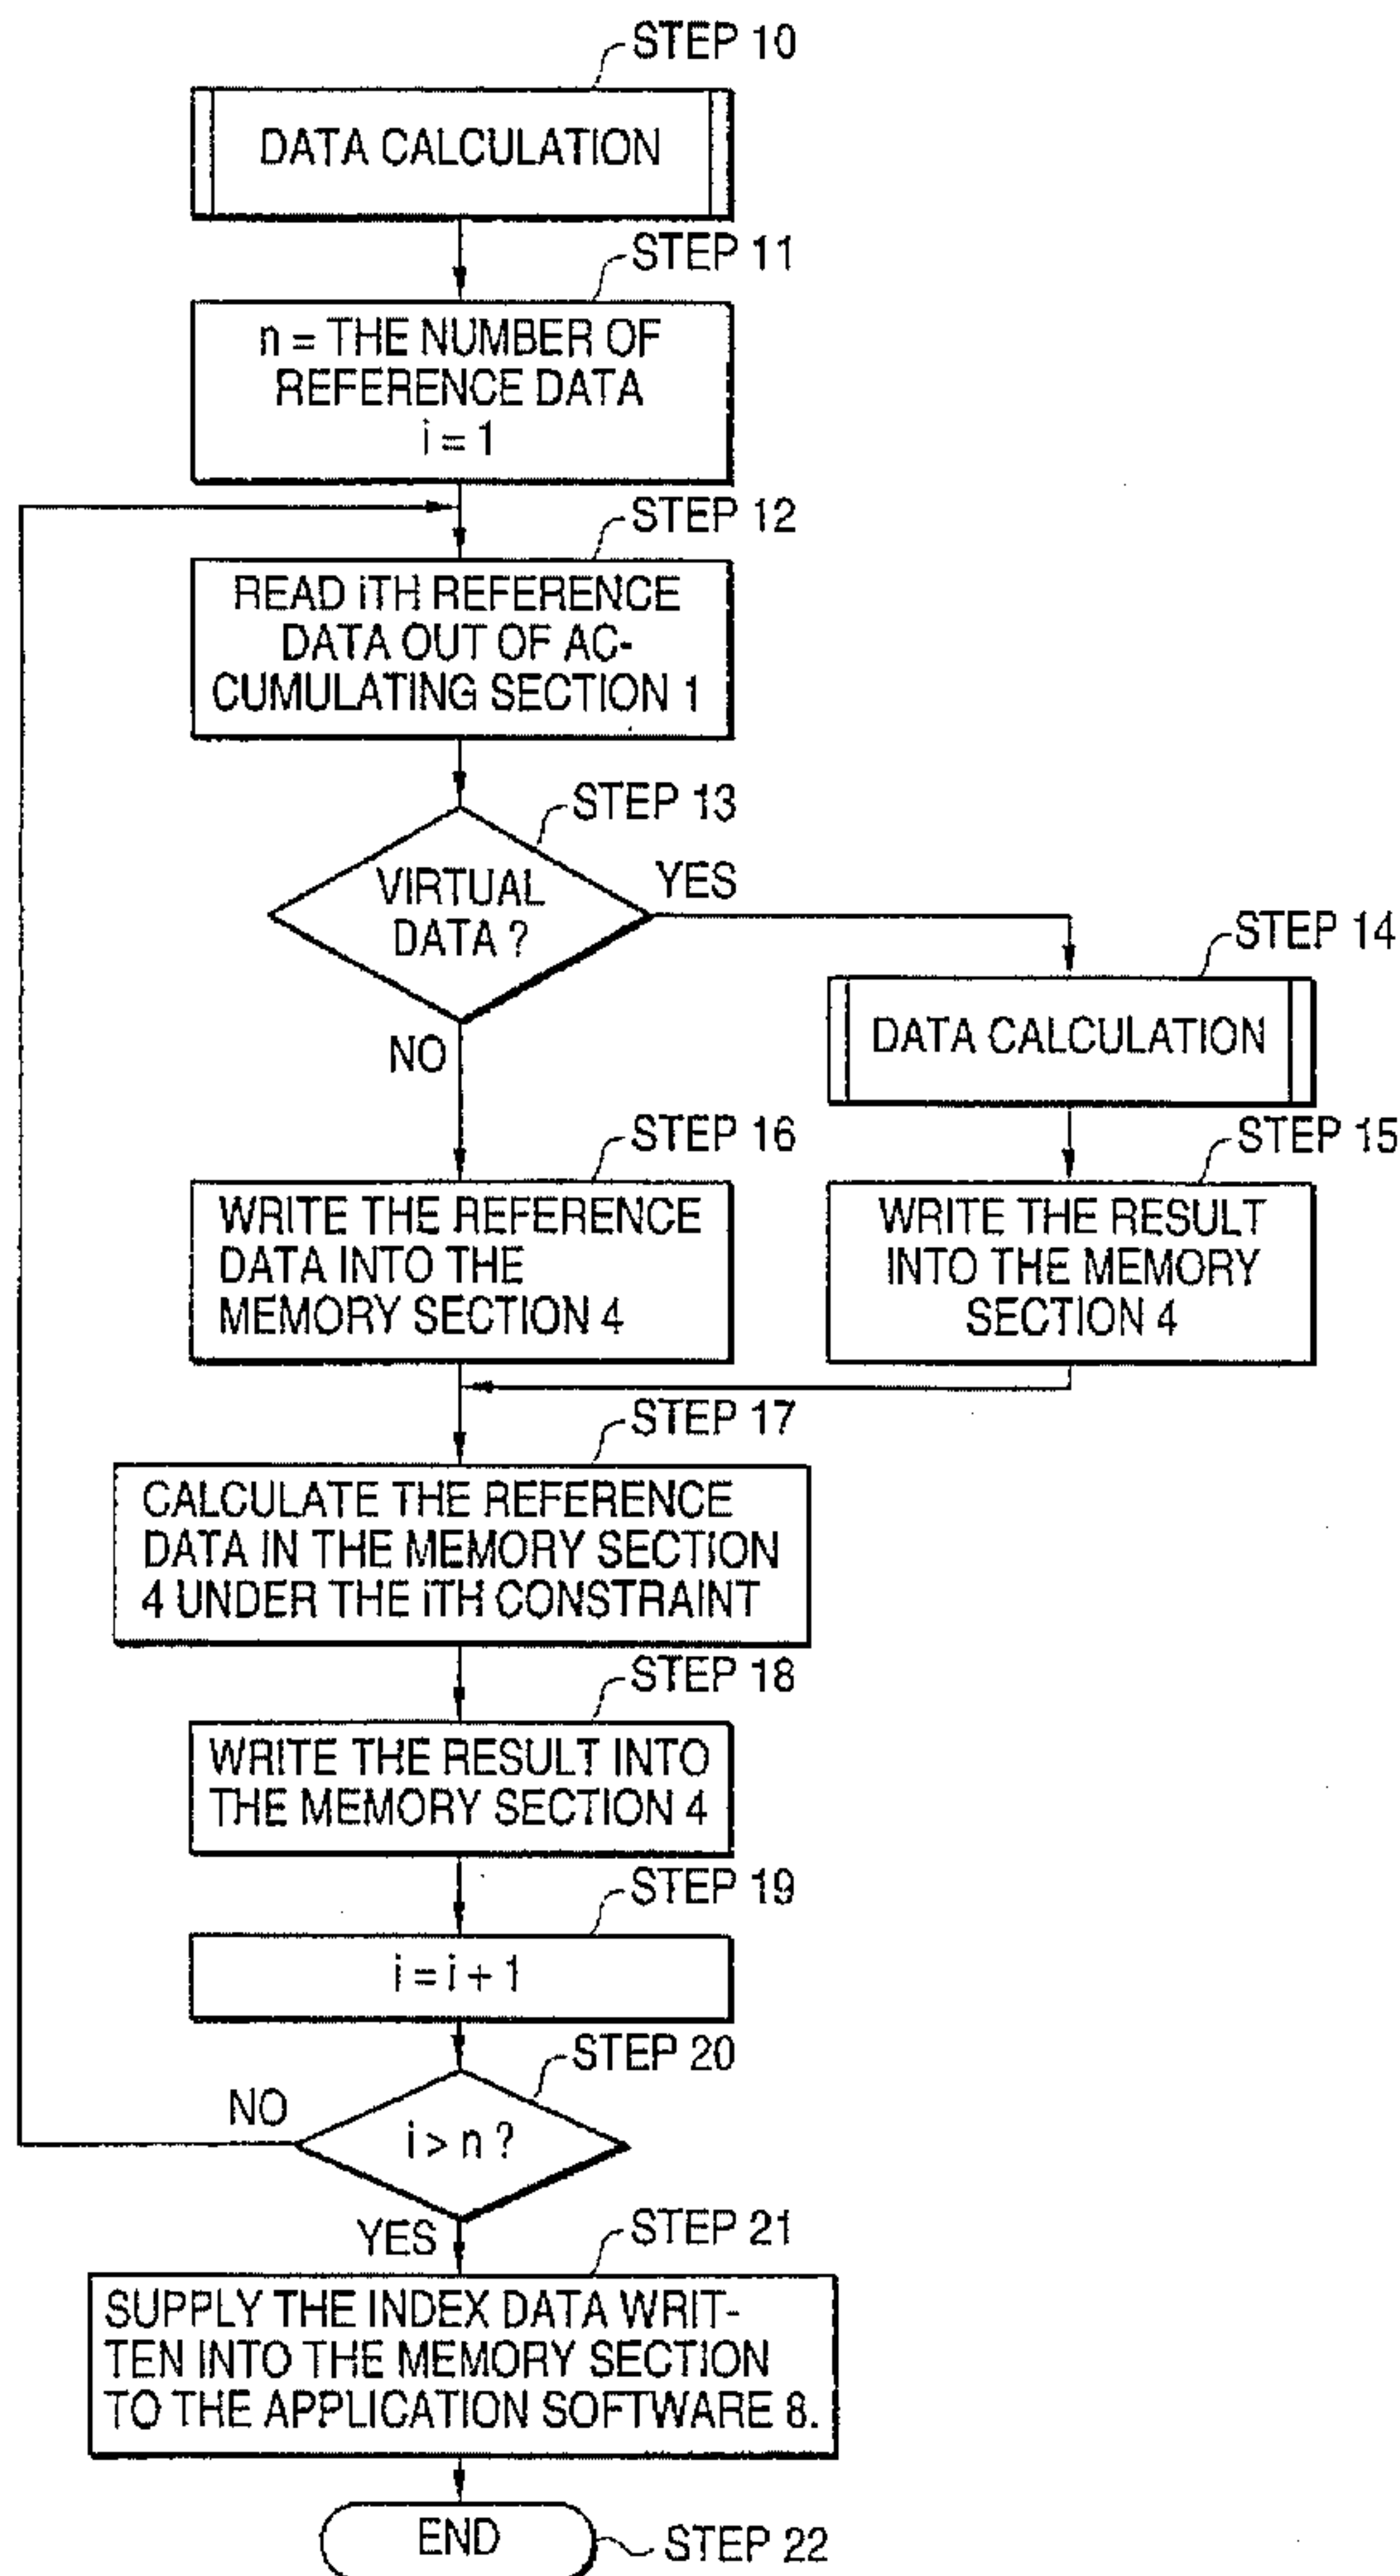 STEP 10
DATA CALCULATION
STEP 11
n = THE NUMBER OF
REFERENCE DATA
i = 1
STEP 12
READ iTH REFERENCE
DATA OUT OF AC-
CUMULATING SECTION 1
STEP 13
VIRTUAL
DATA ?
YES
NO
STEP 14
DATA CALCULATION
STEP 15
WRITE THE RESULT
INTO THE MEMORY
SECTION 4
STEP 16
WRITE THE REFERENCE
DATA INTO THE
MEMORY SECTION 4
STEP 17
CALCULATE THE REFERENCE
DATA IN THE MEMORY SECTION
4 UNDER THE iTH CONSTRAINT
STEP 18
WRITE THE RESULT INTO
THE MEMORY SECTION 4
STEP 19
i = i + 1
STEP 20
NO
i > n ?
YES
STEP 21
SUPPLY THE INDEX DATA WRIT-
TEN INTO THE MEMORY SECTION
TO THE APPLICATION SOFTWARE 8.
END
STEP 22